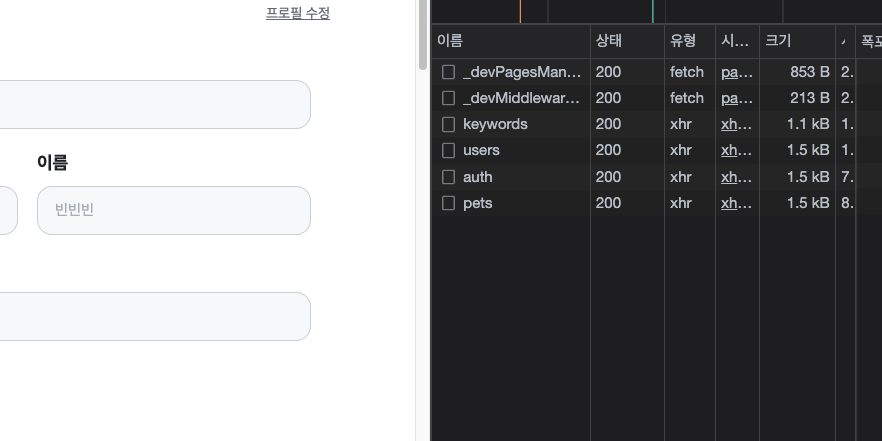 프로필 수정
이름
빈빈빈
이름 상태 유형 시... 크기 폭포
_devPagesMan... 200 fetch pa... 853 B 2.
_devMiddlewar... 200 fetch pa... 213 B 2.
keywords 200 xhr xh... 1.1 kB 1.
users 200 xhr xh... 1.5 kB 1.
auth 200 xhr xh... 1.5 kB 7.
pets 200 xhr xh... 1.5 kB 8.